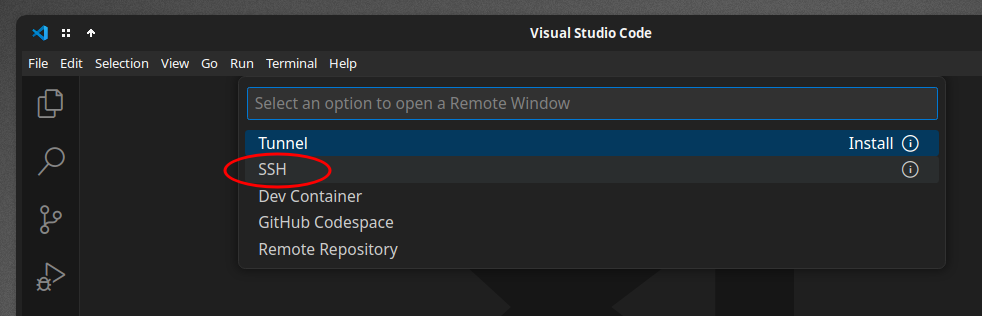 Visual Studio Code
File Edit Selection View Go Run Terminal Help
Select an option to open a Remote Window
Tunnel Install
SSH
Dev Container
GitHub Codespace
Remote Repository